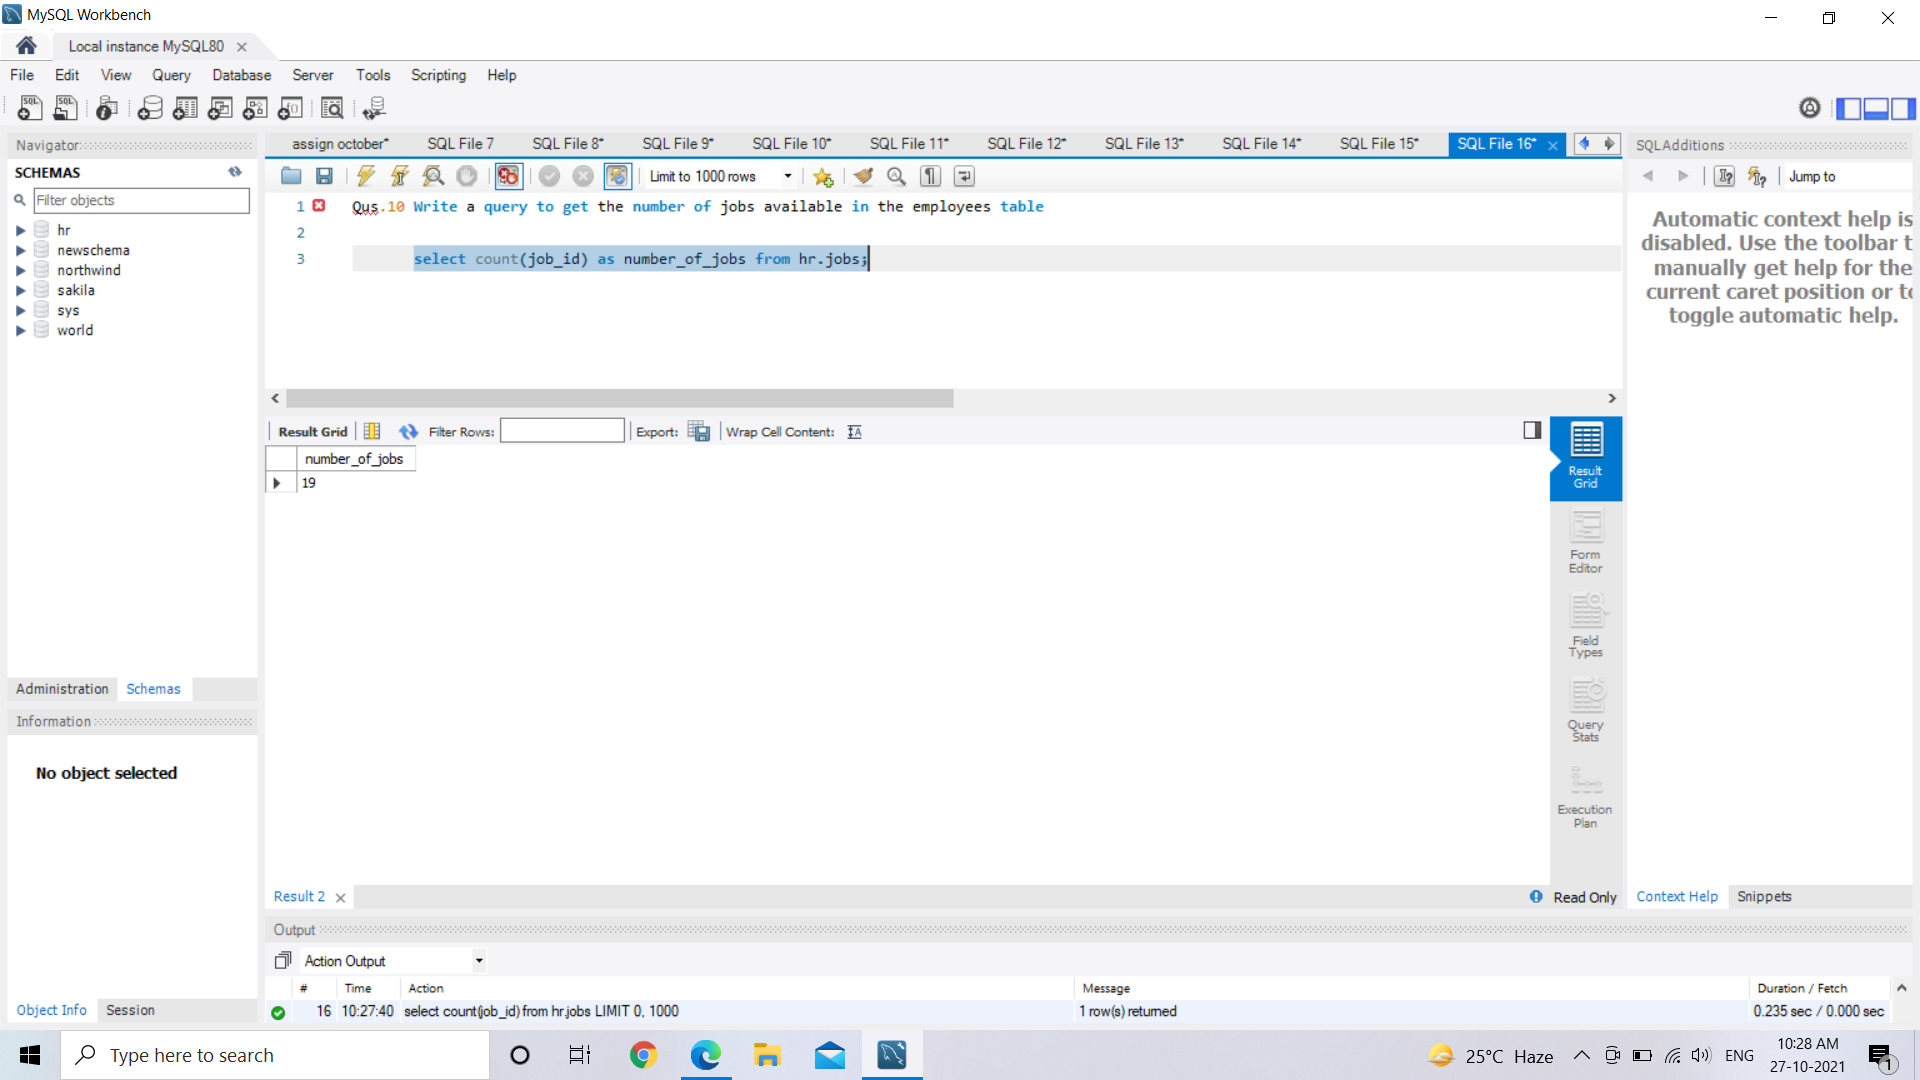 MySQL Workbench
Local instance MySQL80
File Edit View Query Database Server Tools Scripting Help
Navigator
SCHEMAS
Filter objects
hr
newschema
northwind
sakila
sys
world
Administration Schemas
Information
No object selected
Object Info Session
assign october* SQL File 7 SQL File 8* SQL File 9* SQL File 10* SQL File 11* SQL File 12* SQL File 13* SQL File 14* SQL File 15* SQL File 16*
Limit to 1000 rows
1 Qus.10 Write a query to get the number of jobs available in the employees table
2
3 select count(job_id) as number_of_jobs from hr.jobs;
Result Grid Filter Rows: Export: Wrap Cell Content:
number_of_jobs
19
Result Grid
Form Editor
Field Types
Query Stats
Execution Plan
Result 2 Read Only
SQLAdditions
Jump to
Automatic context help is
disabled. Use the toolbar t
manually get help for the
current caret position or to
toggle automatic help.
Context Help Snippets
Output
Action Output
# Time Action Message Duration / Fetch
16 10:27:40 select count(job_id) from hr.jobs LIMIT 0, 1000 1 row(s) returned 0.235 sec / 0.000 sec
Type here to search
25°C Haze
ENG
10:28 AM
27-10-2021
1